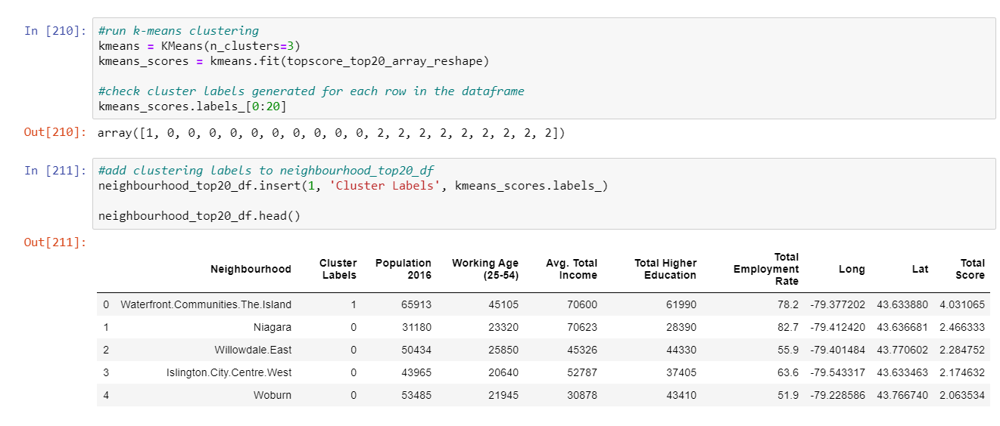 In [210]: #run k-means clustering
kmeans = KMeans(n_clusters=3)
kmeans_scores = kmeans.fit(topscore_top20_array_reshape)
#check cluster labels generated for each row in the dataframe
kmeans_scores.labels_[0:20]
Out[210]: array([1, 0, 0, 0, 0, 0, 0, 0, 0, 0, 0, 2, 2, 2, 2, 2, 2, 2, 2, 2])
In [211]: #add clustering labels to neighbourhood_top20_df
neighbourhood_top20_df.insert(1, 'Cluster Labels', kmeans_scores.labels_)
neighbourhood_top20_df.head()
Out[211]:
Neighbourhood Cluster Labels Population 2016 Working Age (25-54) Avg. Total Income Total Higher Education Total Employment Rate Long Lat Total Score
0 Waterfront.Communities.The.Island 1 65913 45105 70600 61990 78.2 -79.377202 43.633880 4.031065
1 Niagara 0 31180 23320 70623 28390 82.7 -79.412420 43.636681 2.466333
2 Willowdale.East 0 50434 25850 45326 44330 55.9 -79.401484 43.770602 2.284752
3 Islington.City.Centre.West 0 43965 20640 52787 37405 63.6 -79.543317 43.633463 2.174632
4 Woburn 0 53485 21945 30878 43410 51.9 -79.228586 43.766740 2.063534